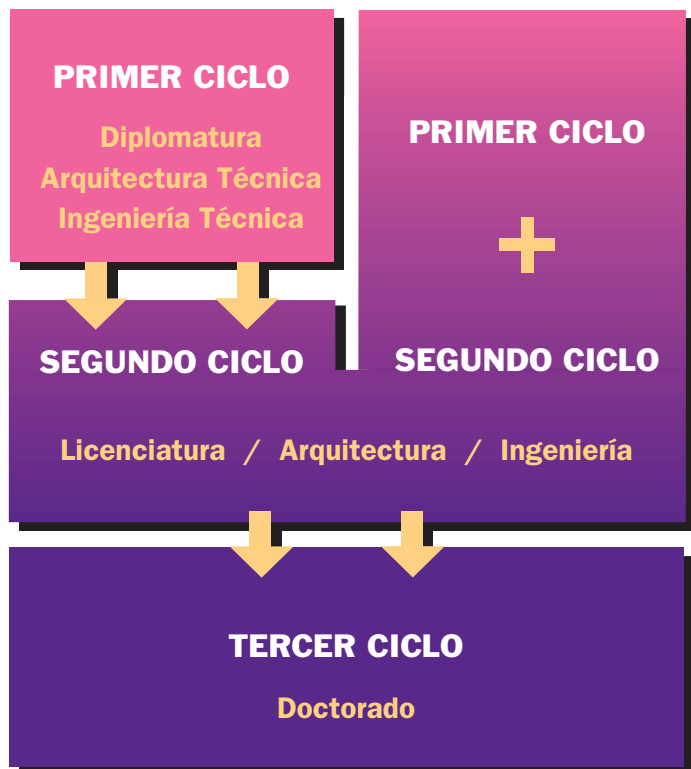 PRIMER CICLO
Diplomatura
Arquitectura Técnica
Ingeniería Técnica
PRIMER CICLO
+
SEGUNDO CICLO
SEGUNDO CICLO
Licenciatura / Arquitectura / Ingeniería
TERCER CICLO
Doctorado